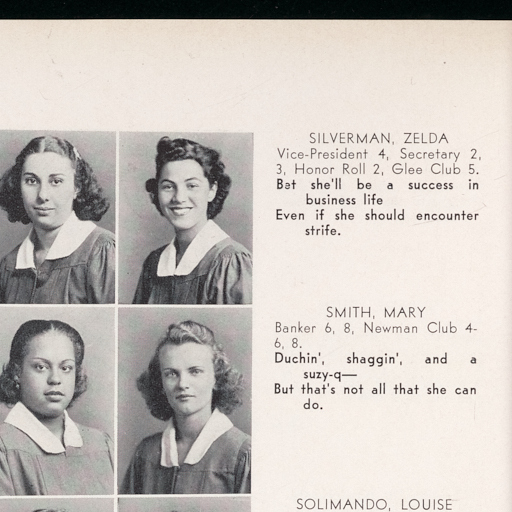 SILVERMAN, ZELDA
Vice-President 4, Secretary 2,
3, Honor Roll 2, Glee Club 5.
Bet she'll be a success in
business life
Even if she should encounter
strife.
SMITH, MARY
Banker 6, 8, Newman Club 4-
6, 8.
Duchin', shaggin', and a
suzy-q—
But that's not all that she can
do.
SOLIMANDO, LOUISE